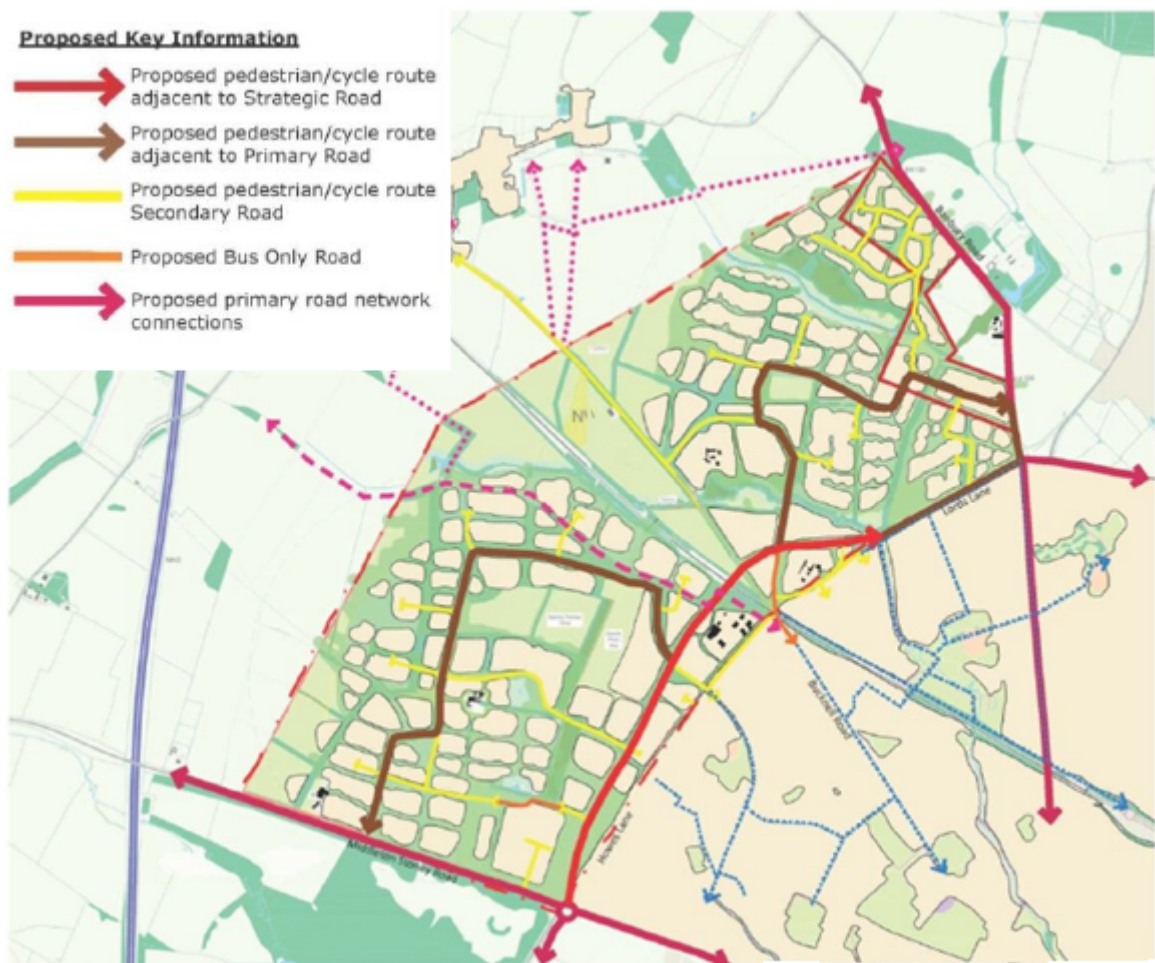 Proposed Key Information
Proposed pedestrian/cycle route
adjacent to Strategic Road
Proposed pedestrian/cycle route
adjacent to Primary Road
Proposed pedestrian/cycle route
Secondary Road
Proposed Bus Only Road
Proposed primary road network
connections
Banbury Road
Lords Lane
Bucknell Road
Howes Lane
Middleton Stoney Road